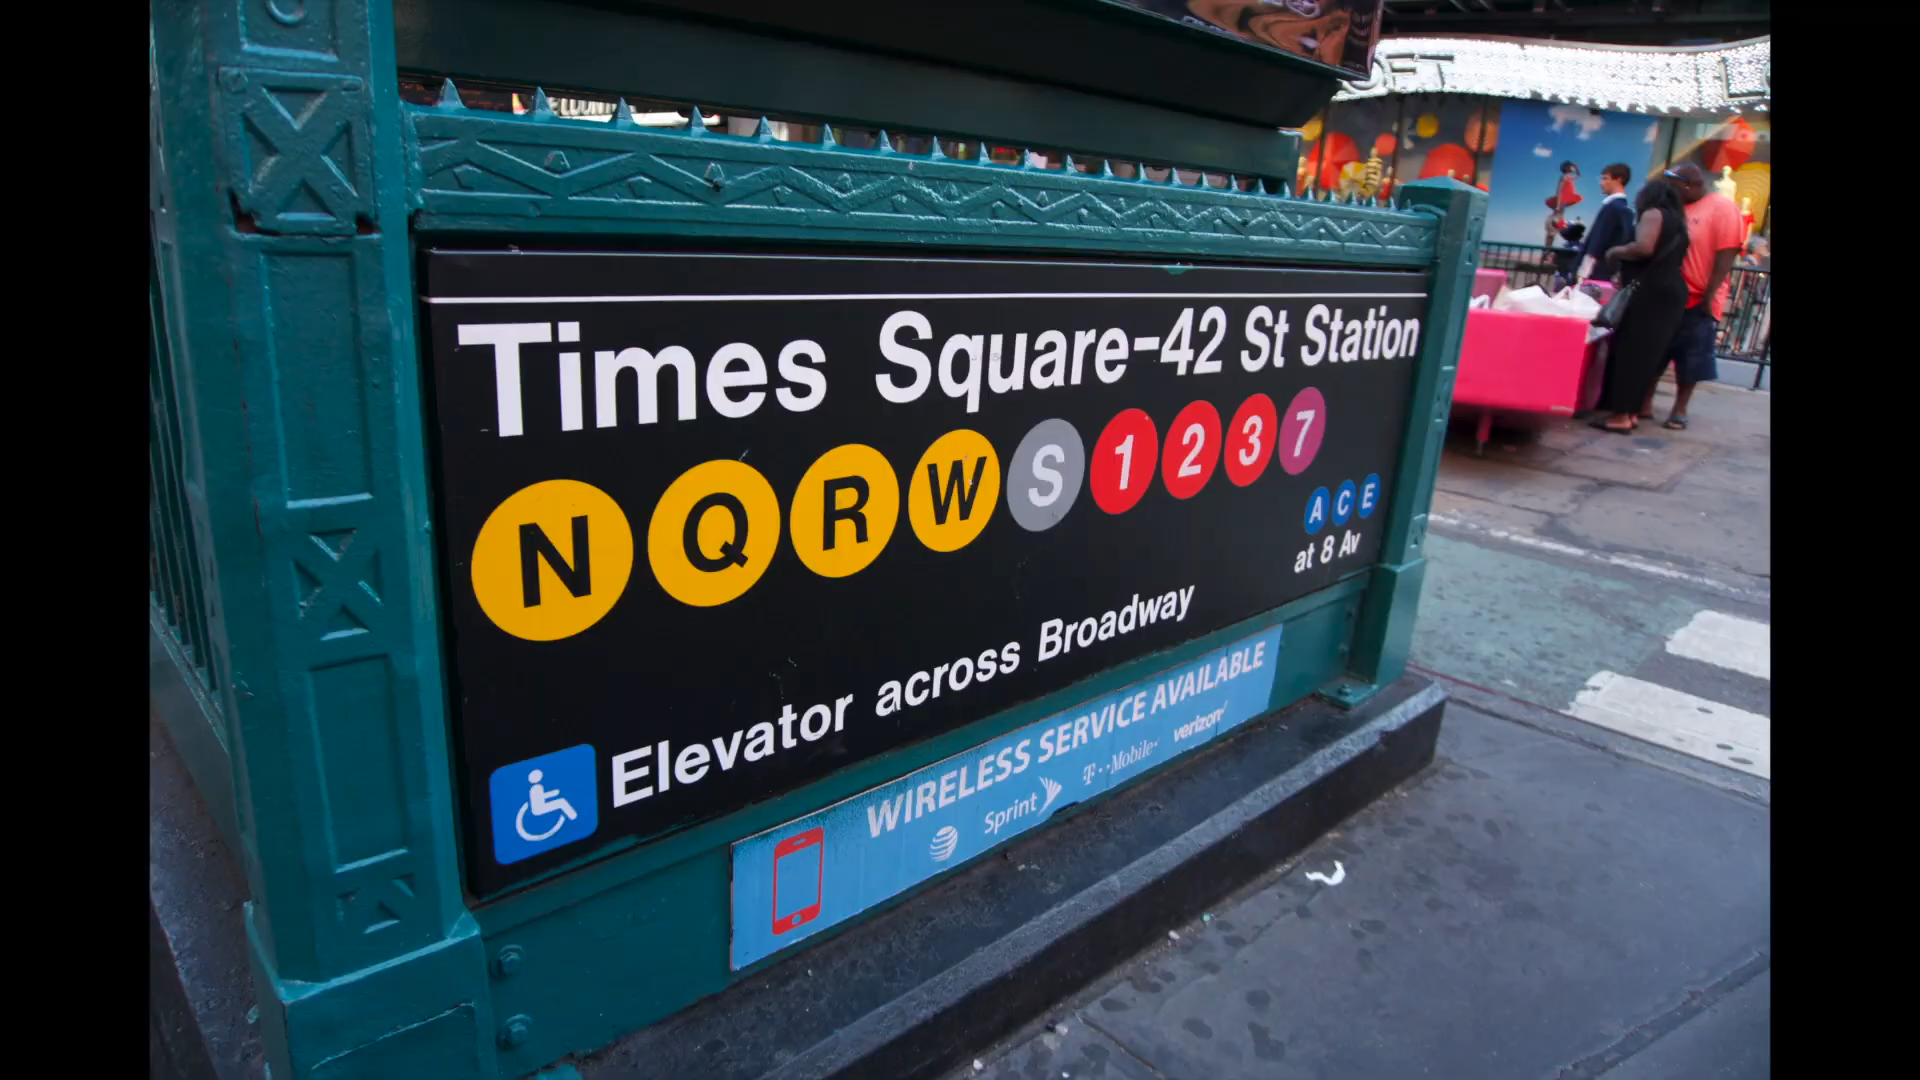 Times Square-42 St Station
N Q R W S 1 2 3 7
A C E
at 8 Av
Elevator across Broadway
WIRELESS SERVICE AVAILABLE
Sprint T··Mobile· verizon